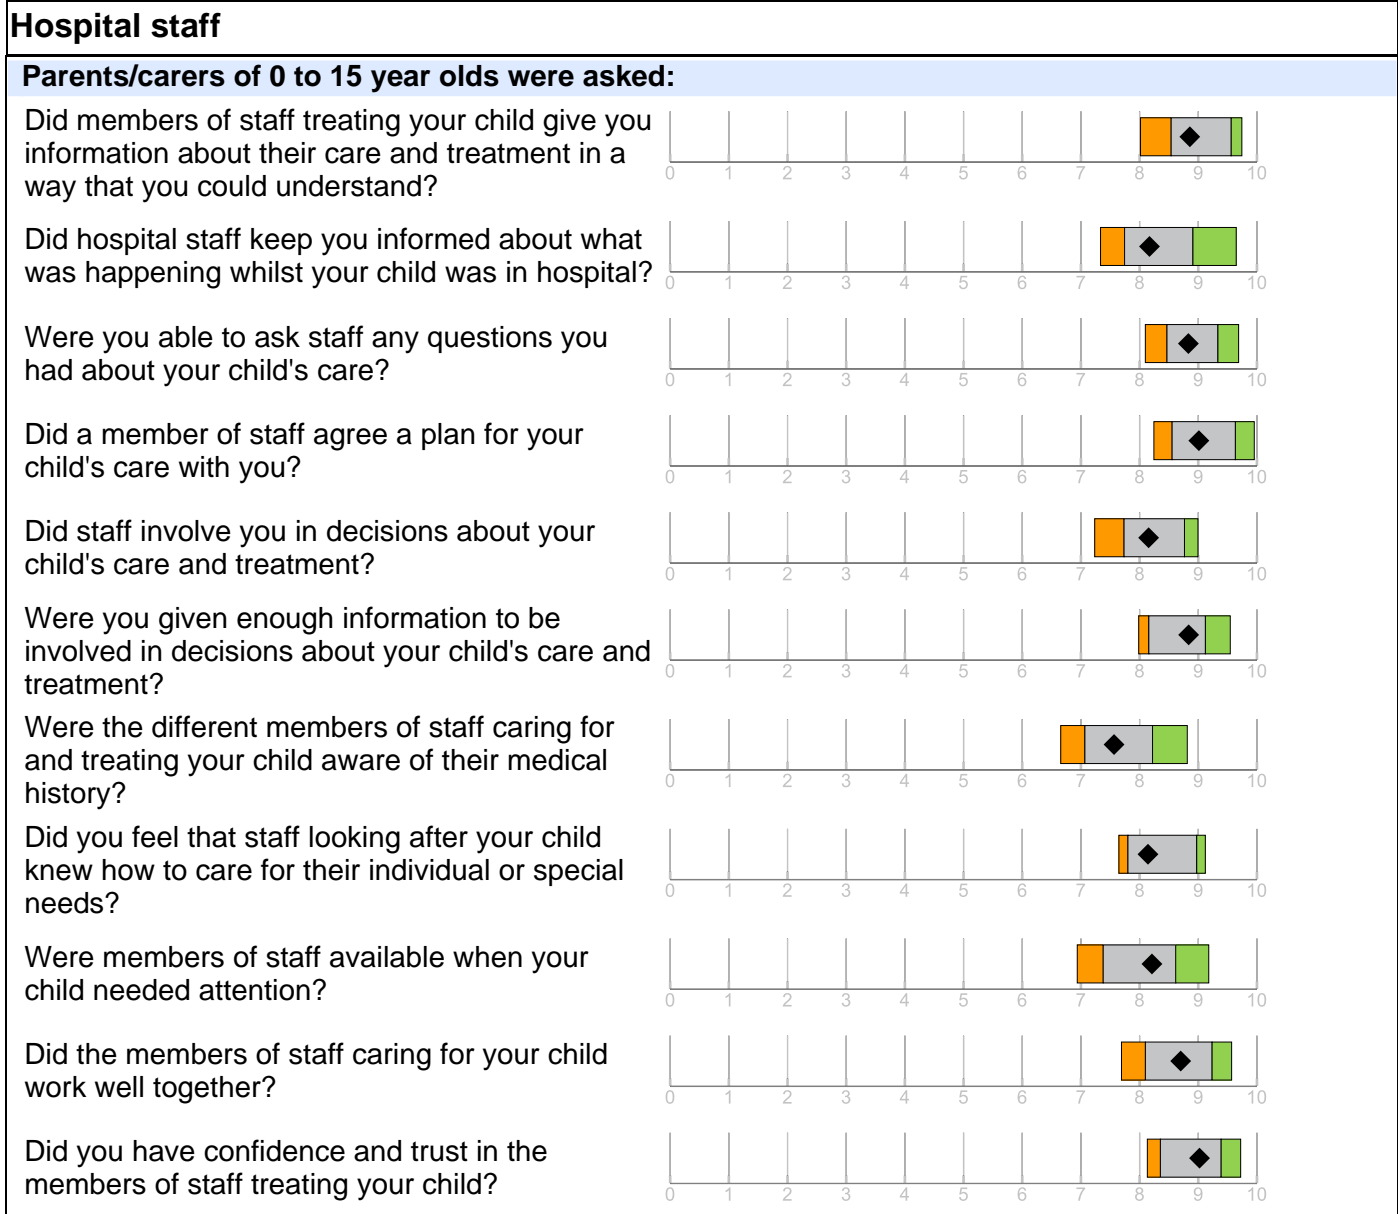 Hospital staff
Parents/carers of 0 to 15 year olds were asked:
Did members of staff treating your child give you
information about their care and treatment in a
way that you could understand?
0 1 2 3 4 5 6 7 8 9 10
Did hospital staff keep you informed about what
was happening whilst your child was in hospital?
0 1 2 3 4 5 6 7 8 9 10
Were you able to ask staff any questions you
had about your child's care?
0 1 2 3 4 5 6 7 8 9 10
Did a member of staff agree a plan for your
child's care with you?
0 1 2 3 4 5 6 7 8 9 10
Did staff involve you in decisions about your
child's care and treatment?
0 1 2 3 4 5 6 7 8 9 10
Were you given enough information to be
involved in decisions about your child's care and
treatment?
0 1 2 3 4 5 6 7 8 9 10
Were the different members of staff caring for
and treating your child aware of their medical
history?
0 1 2 3 4 5 6 7 8 9 10
Did you feel that staff looking after your child
knew how to care for their individual or special
needs?
0 1 2 3 4 5 6 7 8 9 10
Were members of staff available when your
child needed attention?
0 1 2 3 4 5 6 7 8 9 10
Did the members of staff caring for your child
work well together?
0 1 2 3 4 5 6 7 8 9 10
Did you have confidence and trust in the
members of staff treating your child?
0 1 2 3 4 5 6 7 8 9 10